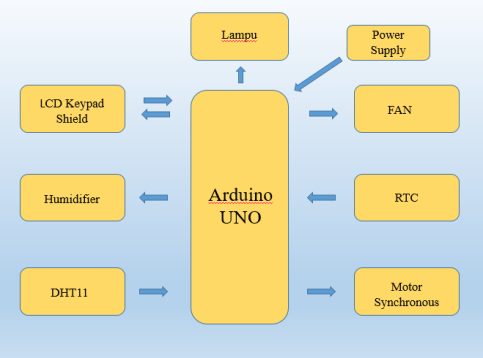 Lampu
Power
Supply
LCD Keypad
Shield
FAN
Arduino
UNO
Humidifier
RTC
DHT11
Motor
Synchronous